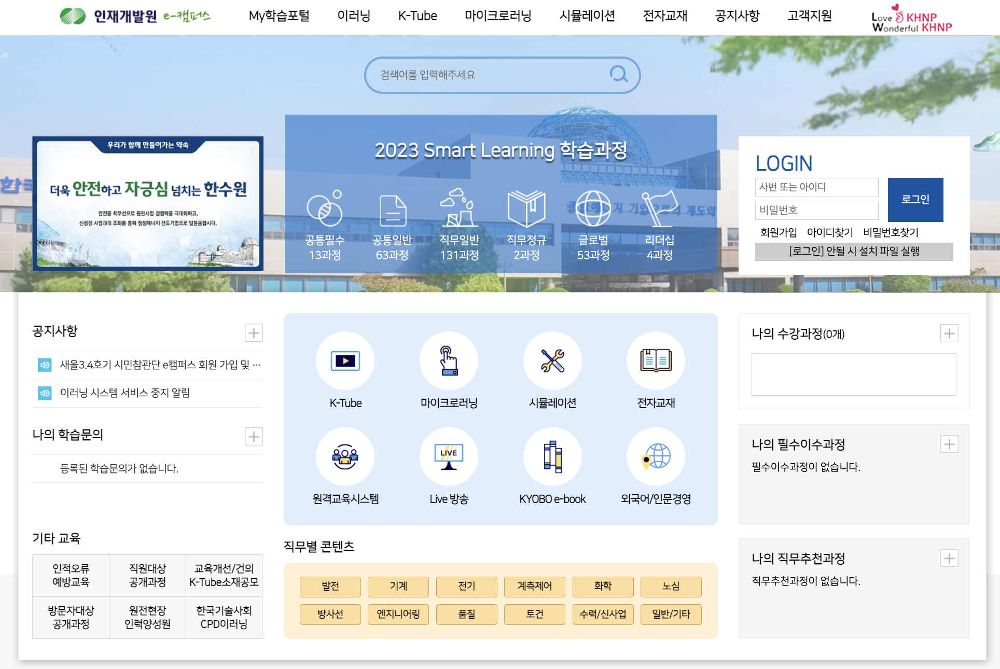 인재개발원 e-캠퍼스
My학습포털
이러닝
K-Tube
마이크로러닝
시뮬레이션
전자교재
공지사항
고객지원
Love KHNP
Wonderful KHNP
검색어를 입력해주세요
우리가 함께 만들어가는 약속
더욱 안전하고 자긍심 넘치는 한수원
안전을 최우선으로 원전사업 경쟁력을 극대화하고,
신성장 사업과의 조화를 통해 청정에너지 선도기업으로 발돋움합시다.
2023 Smart Learning 학습과정
공통필수
13과정
공통일반
63과정
직무일반
131과정
직무정규
2과정
글로벌
53과정
리더십
4과정
LOGIN
사번 또는 아이디
비밀번호
로그인
회원가입 아이디찾기 비밀번호찾기
[로그인] 안될 시 설치 파일 실행
공지사항
새울3.4호기 시민참관단 e캠퍼스 회원 가입 및 …
이러닝 시스템 서비스 중지 알림
나의 학습문의
등록된 학습문의가 없습니다.
기타 교육
인적오류
예방교육
직원대상
공개과정
교육개선/건의
K-Tube소재공모
방문자대상
공개과정
원전현장
인력양성원
한국기술사회
CPD이러닝
K-Tube
마이크로러닝
시뮬레이션
전자교재
원격교육시스템
LIVE
Live 방송
KYOBO e-book
외국어/인문경영
직무별 콘텐츠
발전
기계
전기
계측제어
화학
노심
방사선
엔지니어링
품질
토건
수력/신사업
일반/기타
나의 수강과정(0개)
나의 필수이수과정
필수이수과정이 없습니다.
나의 직무추천과정
직무추천과정이 없습니다.